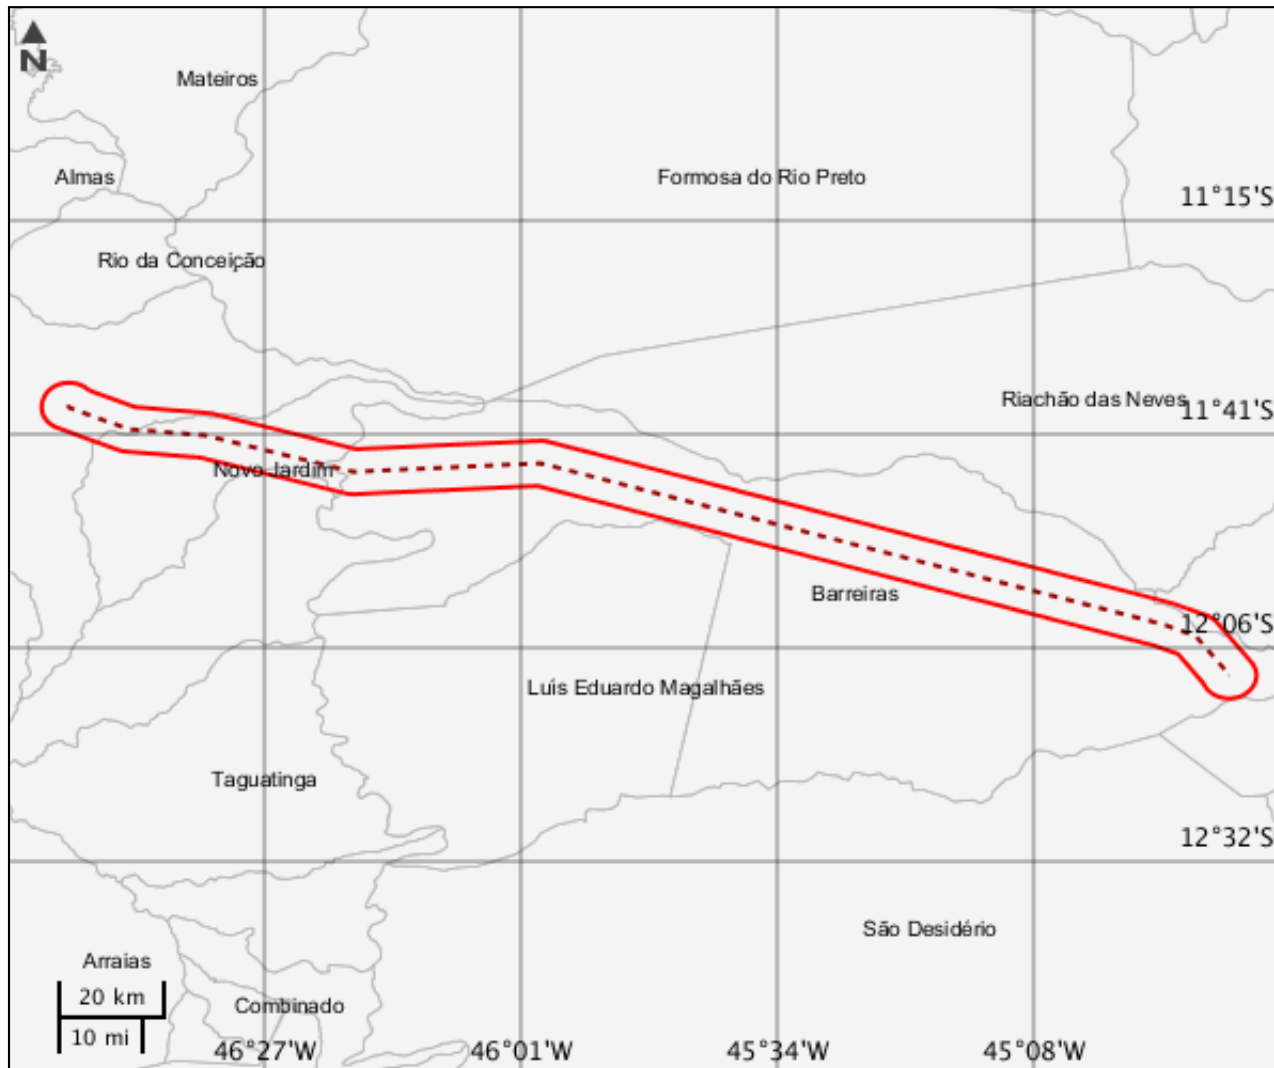 N
Mateiros
Almas
Formosa do Rio Preto
11°15'S
Rio da Conceição
Riachão das Neves
11°41'S
Novo Jardim
Barreiras
12°06'S
Luís Eduardo Magalhães
Taguatinga
12°32'S
São Desidério
Arraias
20 km
Combinado
10 mi
46°27'W
46°01'W
45°34'W
45°08'W